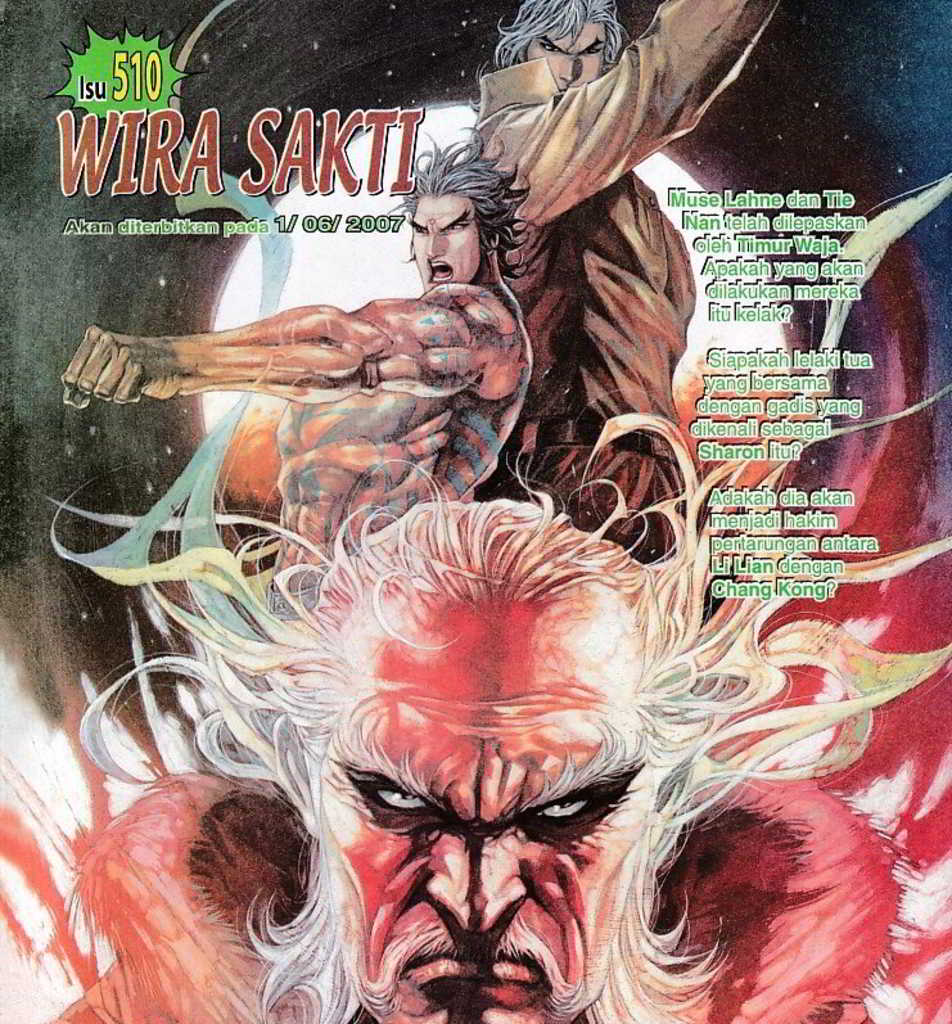 Isu 510
WIRA SAKTI
Akan diterbitkan pada 1/ 06/ 2007
Muse Lahne dan Tie
Nan telah dilepaskan
oleh Timur Waja.
Apakah yang akan
dilakukan mereka
itu kelak?
Siapakah lelaki tua
yang bersama
dengan gadis yang
dikenali sebagai
Sharon itu?
Adakah dia akan
menjadi hakim
pertarungan antara
Li Lian dengan
Chang Kong?